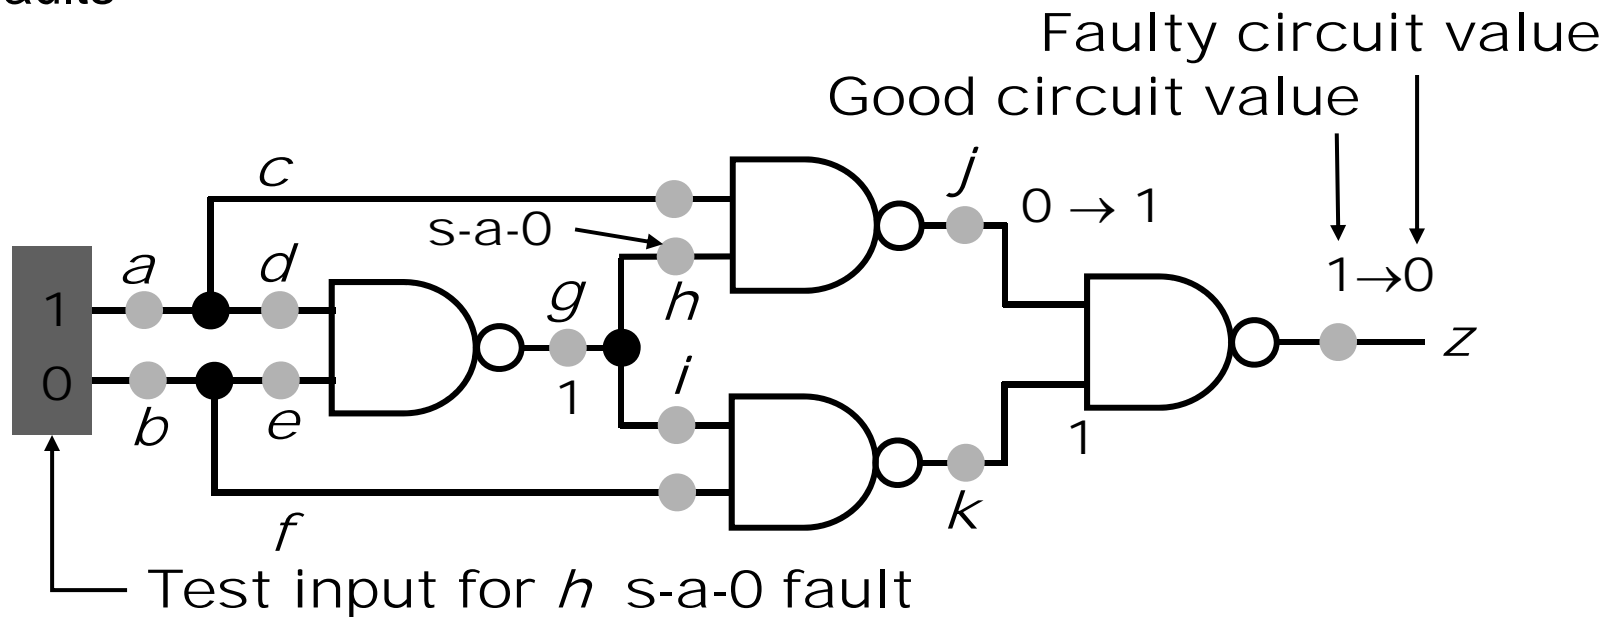 Faulty circuit value
Good circuit value
c
j
0 → 1
s-a-0
a
d
1→0
1
g
h
z
0
i
1
b
e
1
f
k
Test input for h s-a-0 fault